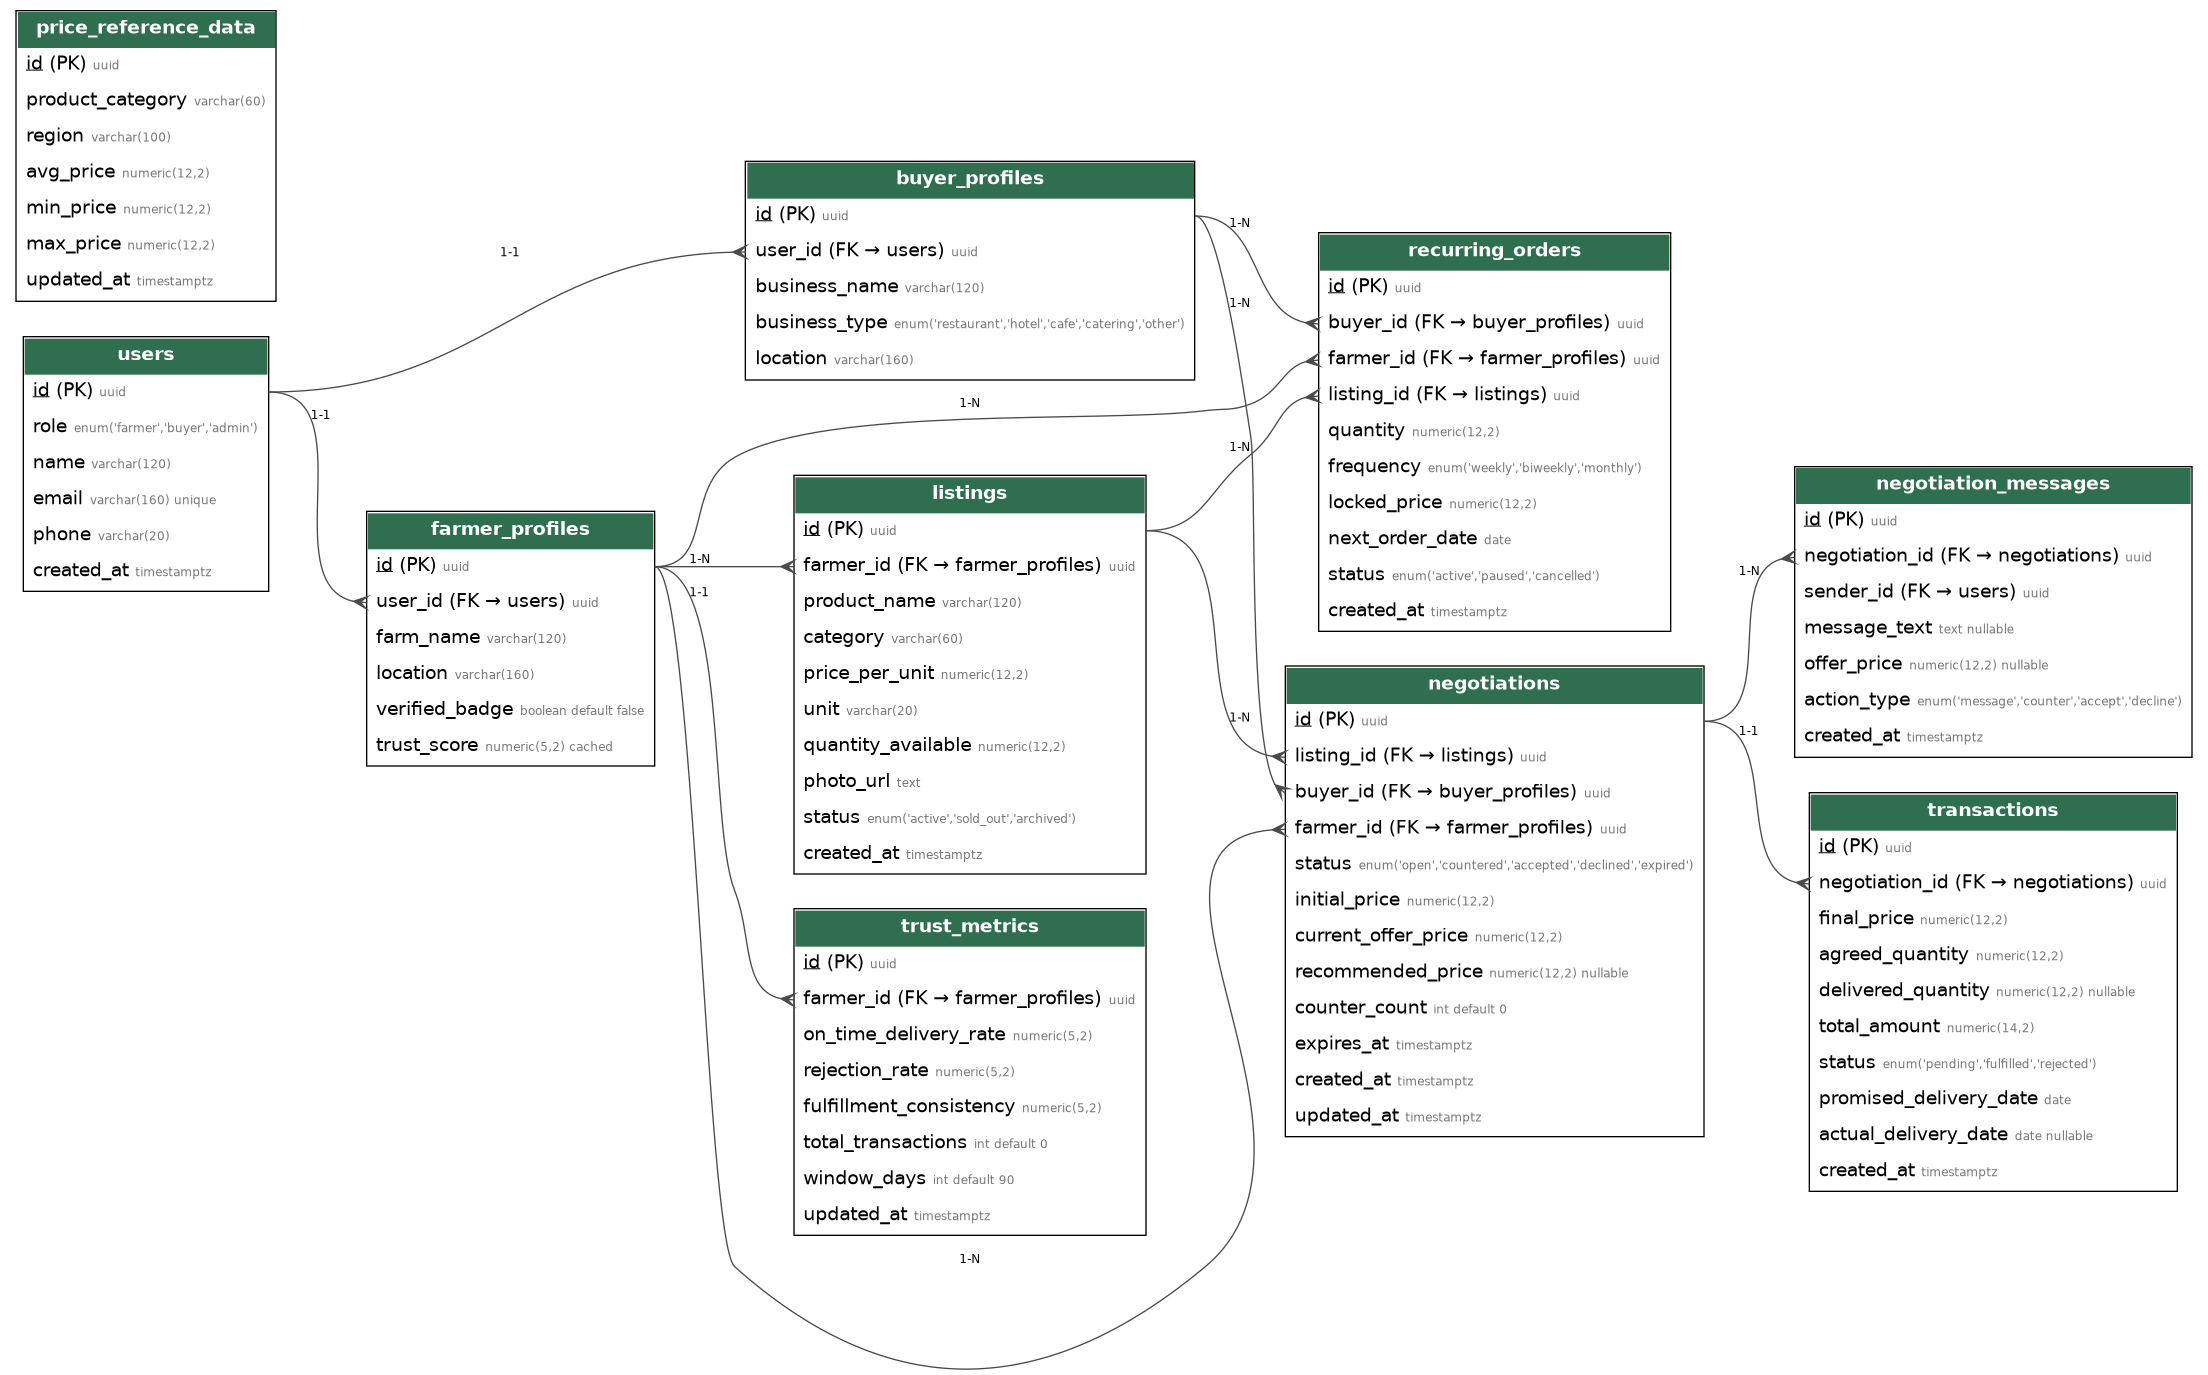 price_reference_data
id (PK) uuid
product_category varchar(60)
region varchar(100)
avg_price numeric(12,2)
min_price numeric(12,2)
max_price numeric(12,2)
updated_at timestamptz
users
id (PK) uuid
role enum('farmer','buyer','admin')
name varchar(120)
email varchar(160) unique
phone varchar(20)
created_at timestamptz
1-1
1-1
farmer_profiles
id (PK) uuid
user_id (FK → users) uuid
farm_name varchar(120)
location varchar(160)
verified_badge boolean default false
trust_score numeric(5,2) cached
buyer_profiles
id (PK) uuid
user_id (FK → users) uuid
business_name varchar(120)
business_type enum('restaurant','hotel','cafe','catering','other')
location varchar(160)
1-N
1-N
1-1
listings
id (PK) uuid
farmer_id (FK → farmer_profiles) uuid
product_name varchar(120)
category varchar(60)
price_per_unit numeric(12,2)
unit varchar(20)
quantity_available numeric(12,2)
photo_url text
status enum('active','sold_out','archived')
created_at timestamptz
trust_metrics
id (PK) uuid
farmer_id (FK → farmer_profiles) uuid
on_time_delivery_rate numeric(5,2)
rejection_rate numeric(5,2)
fulfillment_consistency numeric(5,2)
total_transactions int default 0
window_days int default 90
updated_at timestamptz
1-N
1-N
1-N
1-N
1-N
recurring_orders
id (PK) uuid
buyer_id (FK → buyer_profiles) uuid
farmer_id (FK → farmer_profiles) uuid
listing_id (FK → listings) uuid
quantity numeric(12,2)
frequency enum('weekly','biweekly','monthly')
locked_price numeric(12,2)
next_order_date date
status enum('active','paused','cancelled')
created_at timestamptz
negotiations
id (PK) uuid
listing_id (FK → listings) uuid
buyer_id (FK → buyer_profiles) uuid
farmer_id (FK → farmer_profiles) uuid
status enum('open','countered','accepted','declined','expired')
initial_price numeric(12,2)
current_offer_price numeric(12,2)
recommended_price numeric(12,2) nullable
counter_count int default 0
expires_at timestamptz
created_at timestamptz
updated_at timestamptz
1-N
1-1
negotiation_messages
id (PK) uuid
negotiation_id (FK → negotiations) uuid
sender_id (FK → users) uuid
message_text text nullable
offer_price numeric(12,2) nullable
action_type enum('message','counter','accept','decline')
created_at timestamptz
transactions
id (PK) uuid
negotiation_id (FK → negotiations) uuid
final_price numeric(12,2)
agreed_quantity numeric(12,2)
delivered_quantity numeric(12,2) nullable
total_amount numeric(14,2)
status enum('pending','fulfilled','rejected')
promised_delivery_date date
actual_delivery_date date nullable
created_at timestamptz